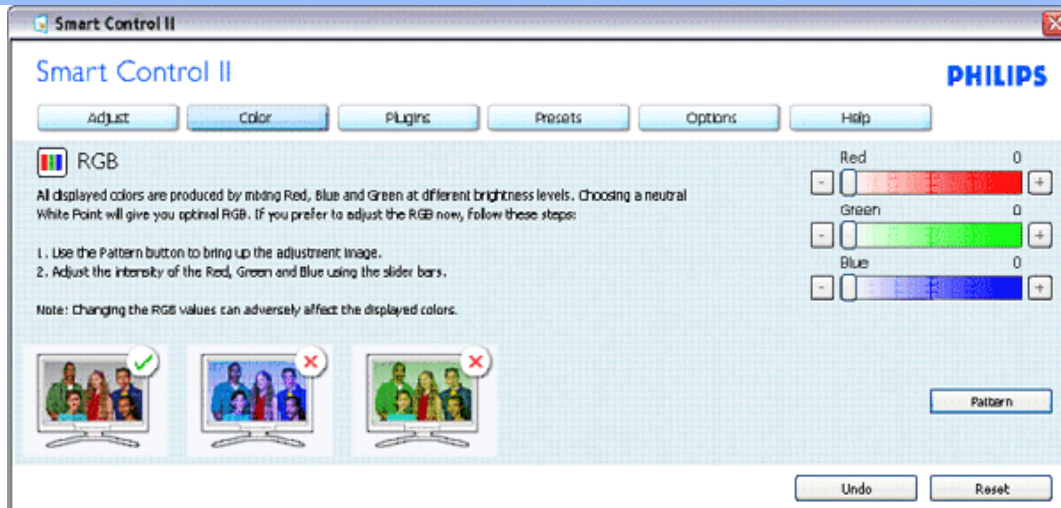 Smart Control II
Smart Control II
PHILIPS
Adjust Color Plugins Presets Options Help
RGB
All displayed colors are produced by mixing Red, Blue and Green at different brightness levels. Choosing a neutral
White Point will give you optimal RGB. If you prefer to adjust the RGB now, follow these steps:
1. Use the Pattern button to bring up the adjustment image.
2. Adjust the intensity of the Red, Green and Blue using the slider bars.
Note: Changing the RGB values can adversely affect the displayed colors.
Red 0
- +
Green 0
- +
Blue 0
- +
Pattern
Undo Reset